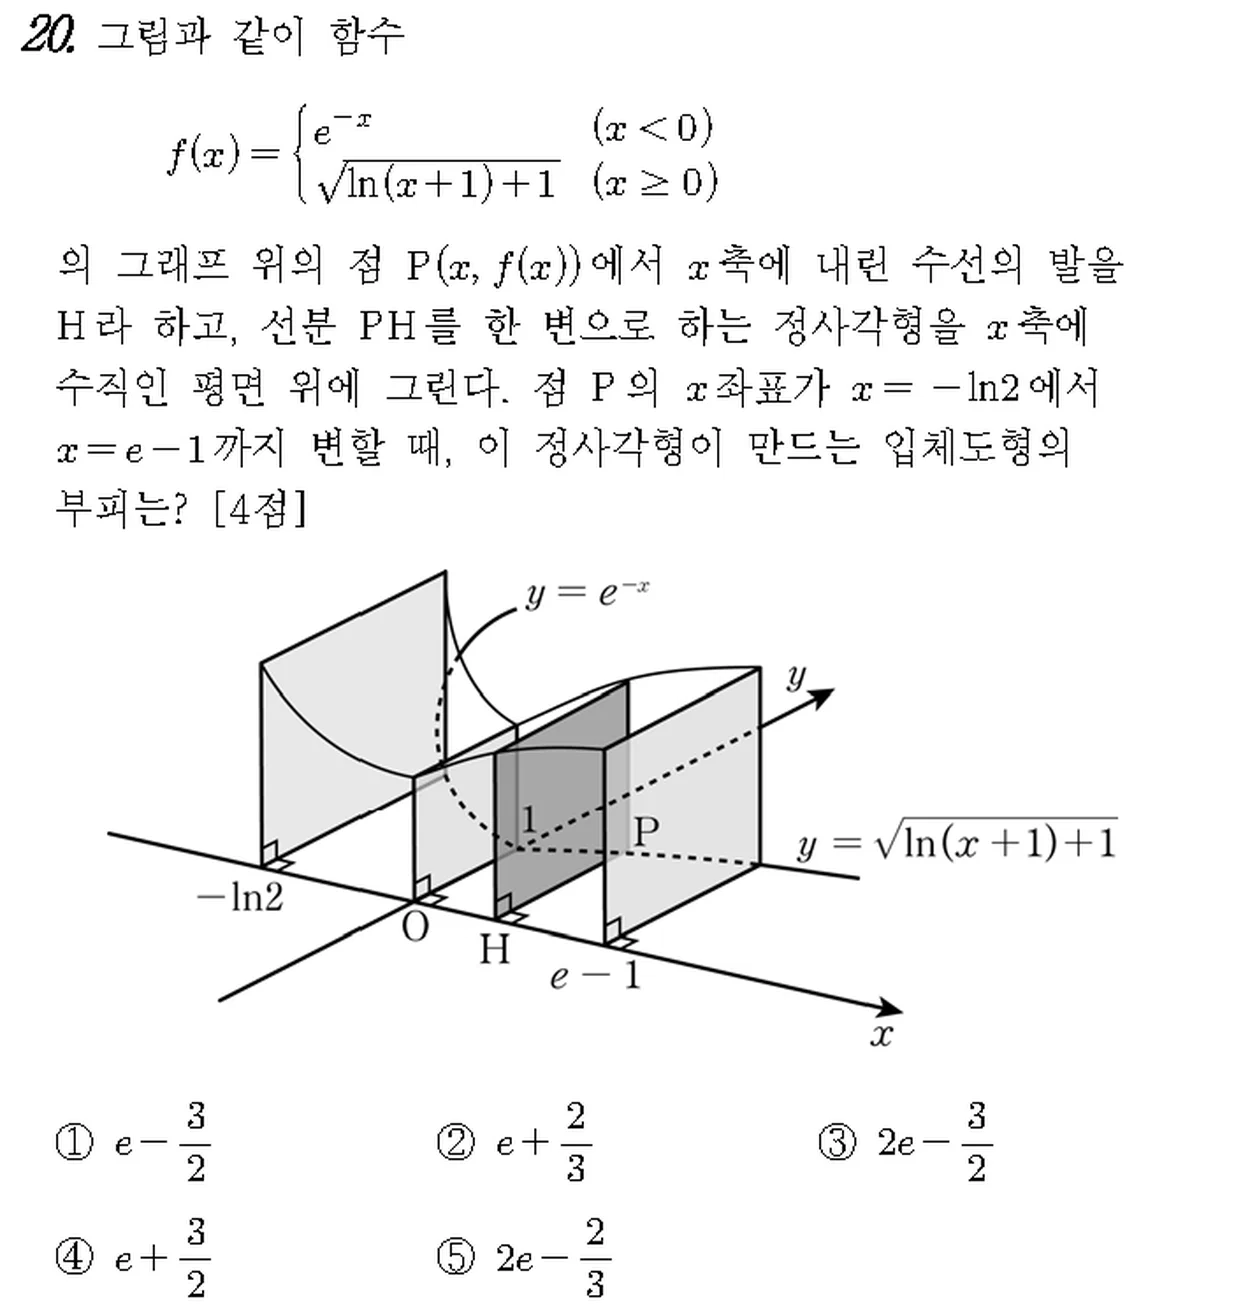 20. 그림과 같이 함수
f(x) = { e^{-x} (x < 0)
√(ln(x+1)+1) (x ≥ 0)
의 그래프 위의 점 P(x, f(x))에서 x축에 내린 수선의 발을
H라 하고, 선분 PH를 한 변으로 하는 정사각형을 x축에
수직인 평면 위에 그린다. 점 P의 x좌표가 x = -ln2에서
x = e-1까지 변할 때, 이 정사각형이 만드는 입체도형의
부피는? [4점]
y = e^{-x}
y
1
P
y = √(ln(x+1)+1)
-ln2
O
H
e-1
x
① e - 3/2 ② e + 2/3 ③ 2e - 3/2
④ e + 3/2 ⑤ 2e - 2/3